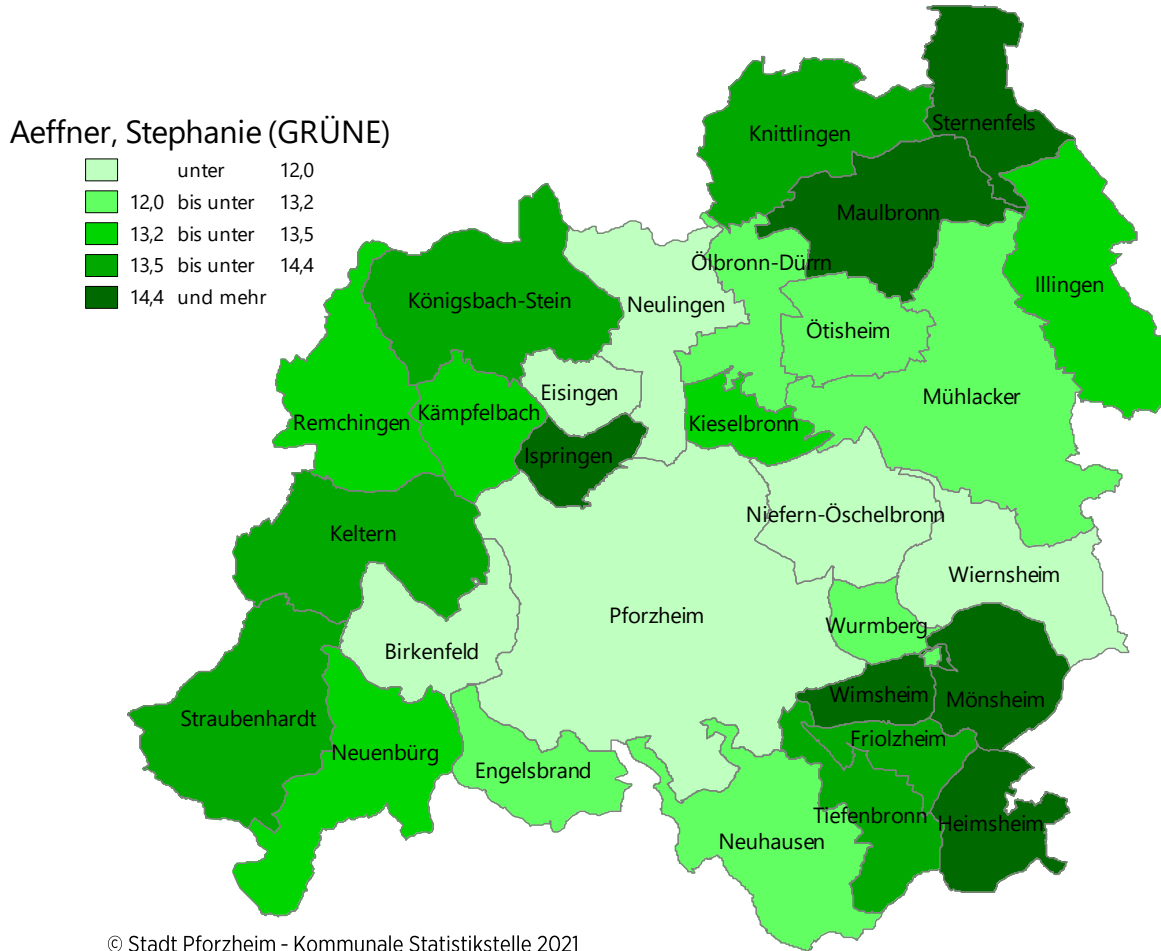 Aeffner, Stephanie (GRÜNE)
unter 12,0
12,0 bis unter 13,2
13,2 bis unter 13,5
13,5 bis unter 14,4
14,4 und mehr
Sternenfels
Knittlingen
Maulbronn
Ölbronn-Dürrn
Illingen
Königsbach-Stein
Neulingen
Ötisheim
Eisingen
Mühlacker
Kämpfelbach
Remchingen
Kieselbronn
Ispringen
Niefern-Öschelbronn
Keltern
Wiernsheim
Pforzheim
Wurmberg
Birkenfeld
Wimsheim
Mönsheim
Straubenhardt
Friolzheim
Neuenbürg
Engelsbrand
Tiefenbronn
Heimsheim
Neuhausen
© Stadt Pforzheim - Kommunale Statistikstelle 2021